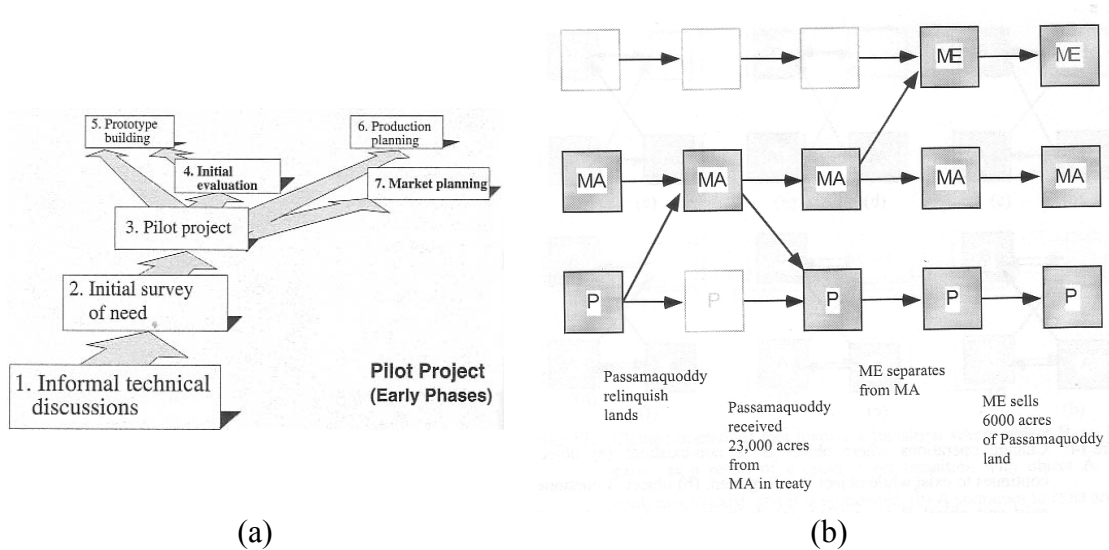 5. Prototype
building
6. Production
planning
4. Initial
evaluation
7. Market planning
3. Pilot project
2. Initial survey
of need
1. Informal technical
discussions
Pilot Project
(Early Phases)
(a)
ME
ME
MA
MA
MA
MA
MA
P
P
P
P
P
Passamaquoddy
relinquish
lands
Passamaquoddy
received
23,000 acres
from
MA in treaty
ME separates
from MA
ME sells
6000 acres
of Passamaquoddy
land
(b)